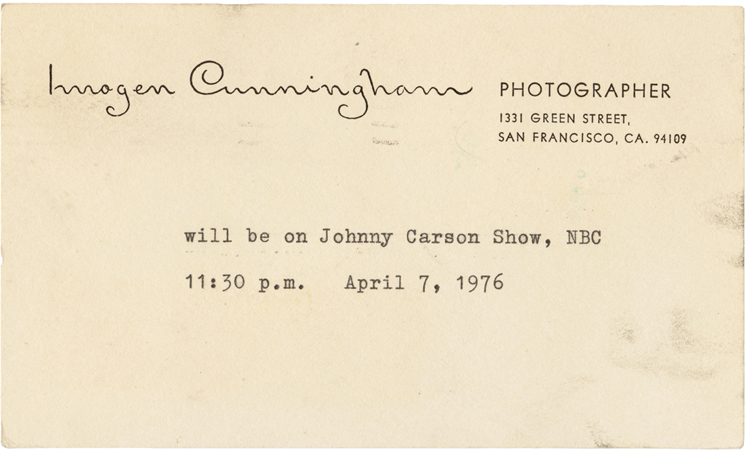 Imogen Cunningham PHOTOGRAPHER
1331 GREEN STREET,
SAN FRANCISCO, CA. 94109
will be on Johnny Carson Show, NBC
11:30 p.m. April 7, 1976